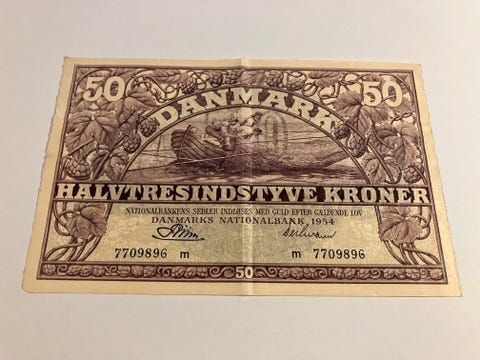 50 50
DANMARK
HALVTRESINDSTYVE KRONER
NATIONALBANKENS SEDLER INDLØSES MED GULD EFTER GÆLDENDE LOV
DANMARKS NATIONALBANK, 1954
7709896 m m 7709896
50